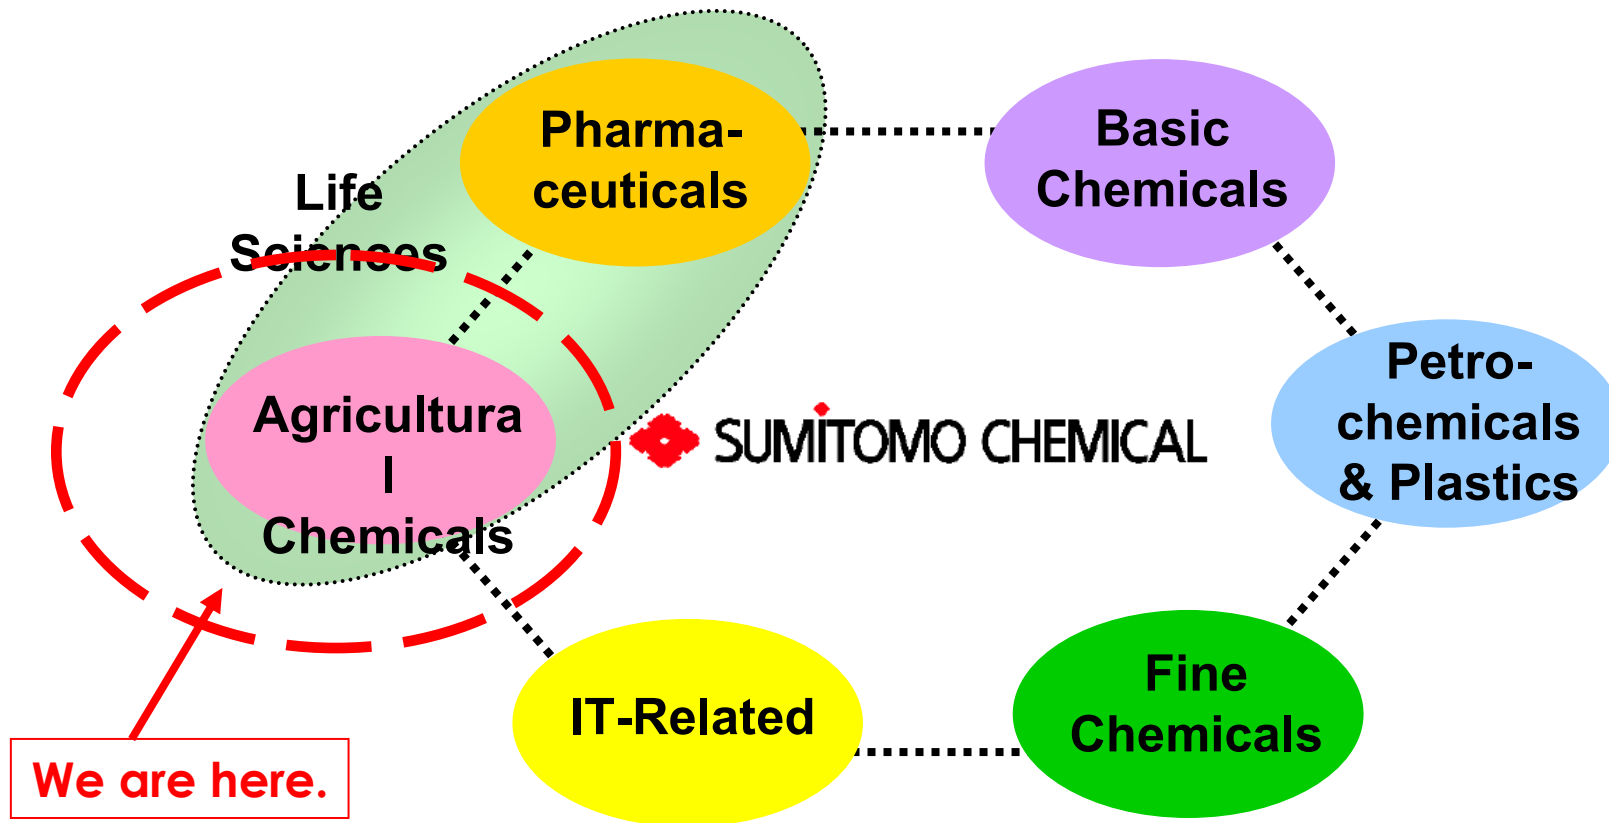 Pharma-
ceuticals
Basic
Chemicals
Life
Sciences
Petro-
chemicals
& Plastics
Agricultura
l
Chemicals
SUMITOMO CHEMICAL
Fine
Chemicals
IT-Related
We are here.